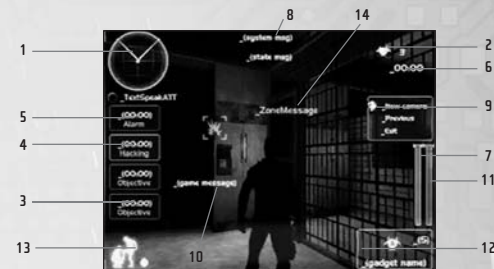 8
14
_(system msg)
1
2
3
_(state msg)
_00:00
6
_TextSpeakATT
_ZoneMessage
_New camera
9
5
_(00:00)
Alarm
_Previous
_Exit
4
_(00:00)
Hacking
7
_(00:00)
Objective
_(game message)
11
3
_(00:00)
Objective
13
_(5)
12
_(gadget name)
10